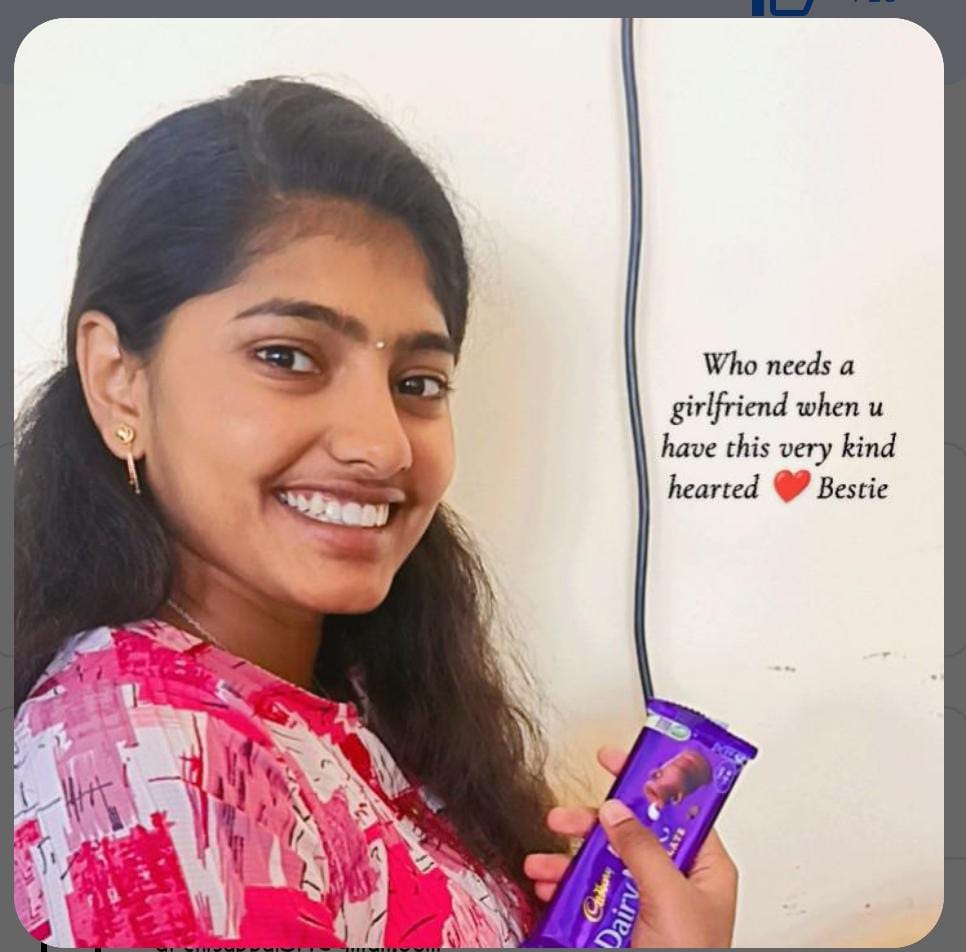 Who needs a
girlfriend when u
have this very kind
hearted ❤️ Bestie
Cadbury
Dairy